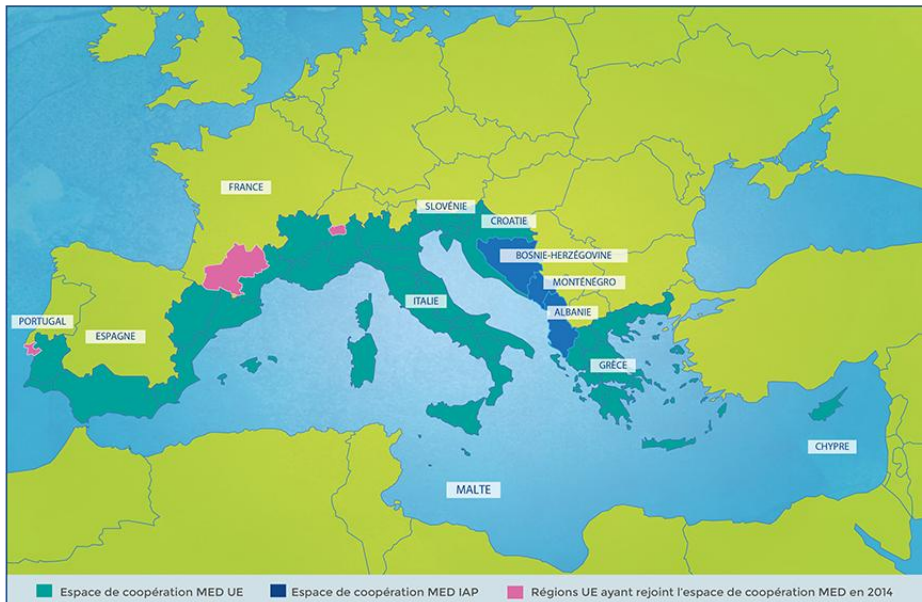 FRANCE
SLOVÉNIE
CROATIE
BOSNIE-HERZÉGOVINE
MONTÉNÉGRO
ITALIE
ALBANIE
PORTUGAL
ESPAGNE
GRÈCE
CHYPRE
MALTE
Espace de coopération MED UE
Espace de coopération MED IAP
Régions UE ayant rejoint l'espace de coopération MED en 2014